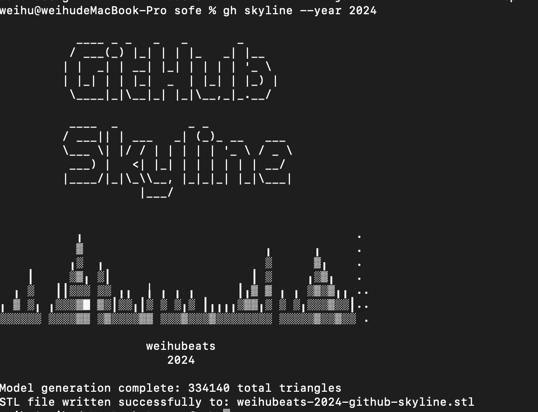 weihu@weihudeMacBook-Pro sofe % gh skyline --year 2024
GitHub
Skyline
weihubeats
2024
Model generation complete: 334140 total triangles
STL file written successfully to: weihubeats-2024-github-skyline.stl